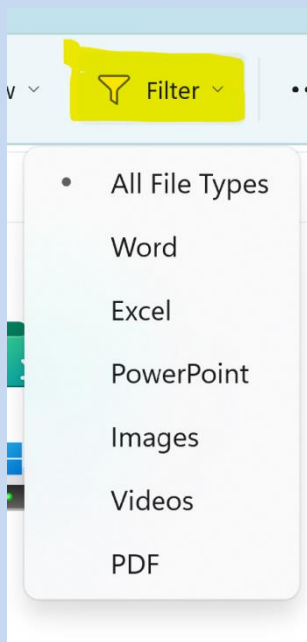 Filter
All File Types
Word
Excel
PowerPoint
Images
Videos
PDF